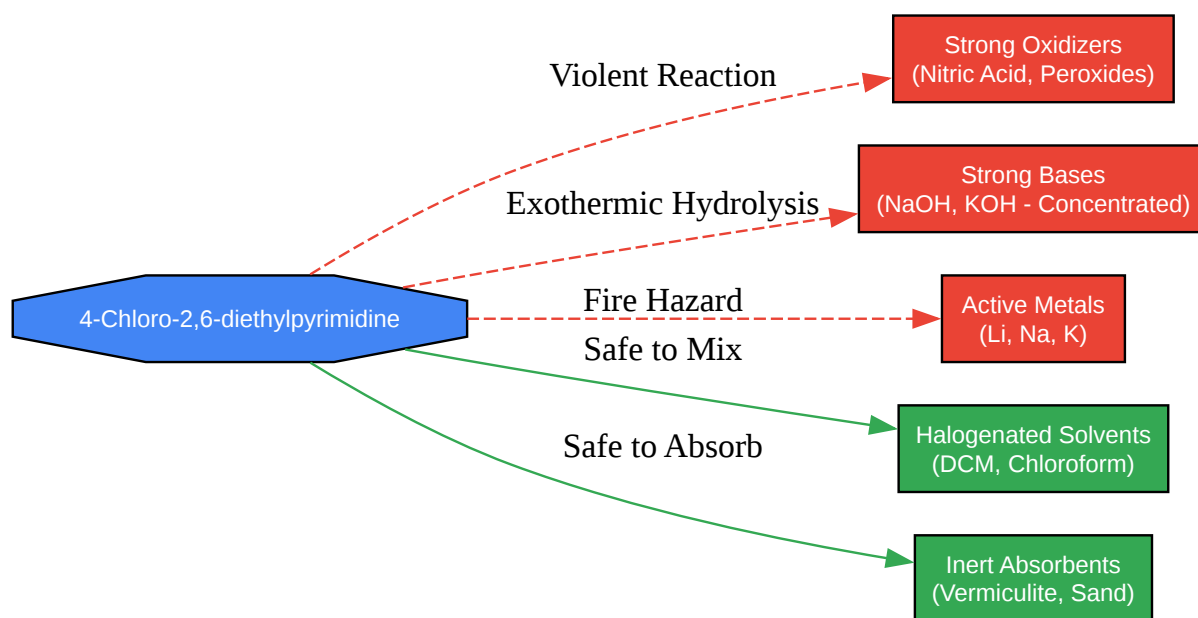 Strong Oxidizers
(Nitric Acid, Peroxides)
Violent Reaction
Strong Bases
(NaOH, KOH - Concentrated)
Exothermic Hydrolysis
4-Chloro-2,6-diethylpyrimidine
Fire Hazard
Active Metals
(Li, Na, K)
Safe to Mix
Halogenated Solvents
(DCM, Chloroform)
Safe to Absorb
Inert Absorbents
(Vermiculite, Sand)